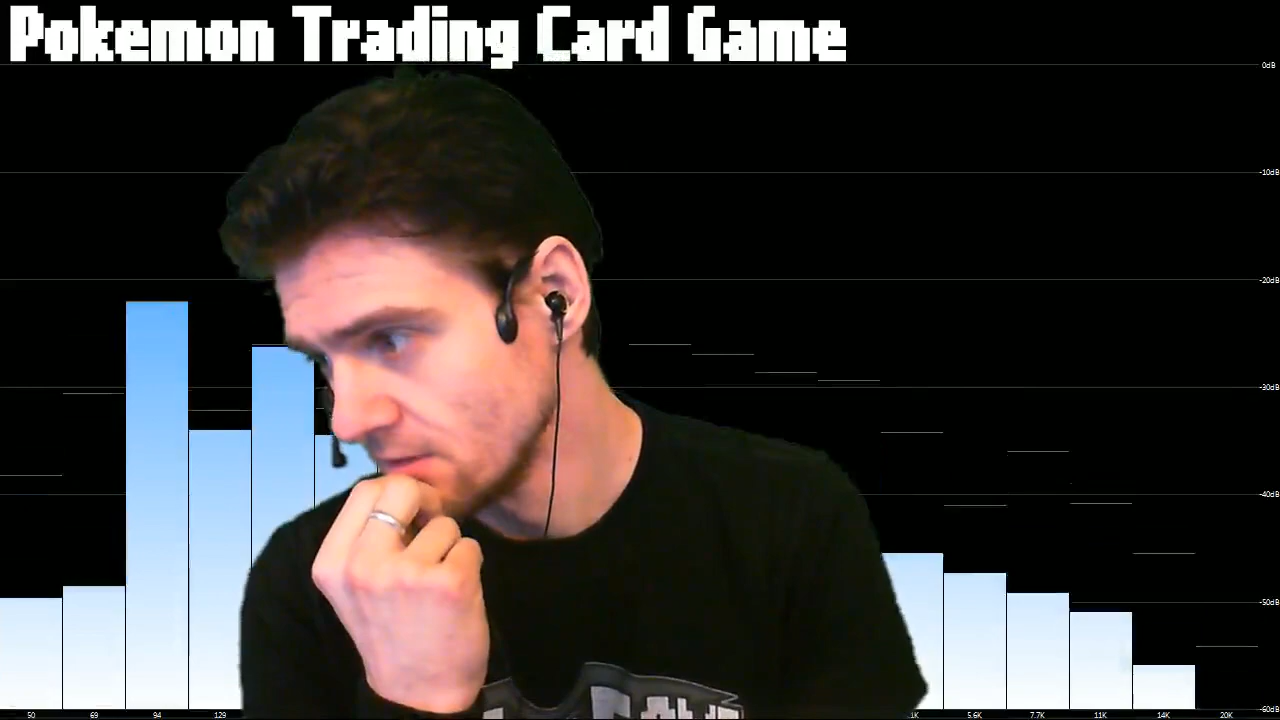 Pokemon Trading Card Game
0dB
-10dB
-20dB
-30dB
-40dB
-50dB
-60dB
50 69 94 129 1K 5.6K 7.7K 11K 14K 20K